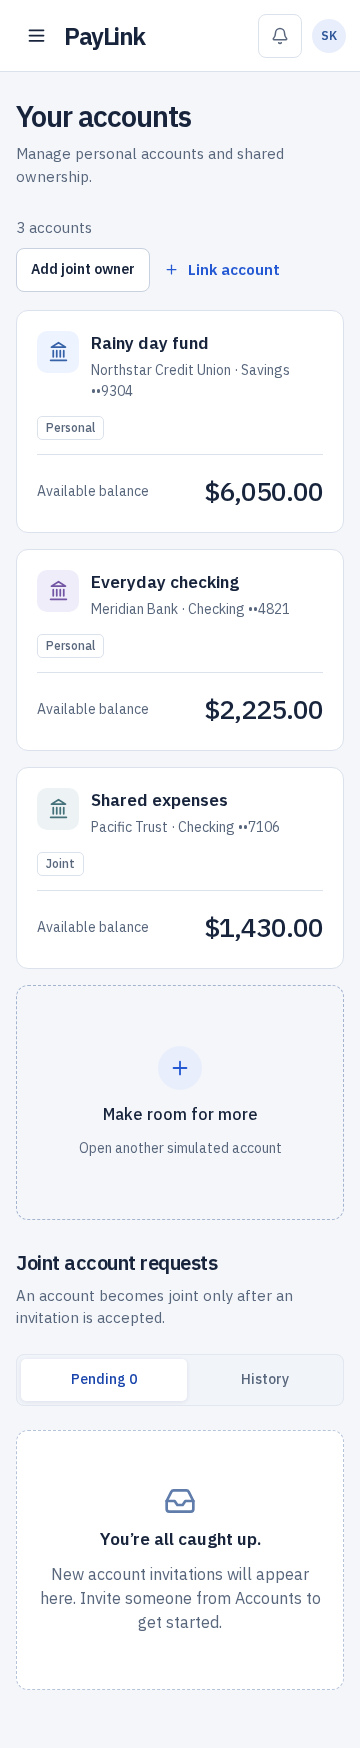 PayLink
SK
Your accounts
Manage personal accounts and shared
ownership.
3 accounts
Add joint owner
Link account
Rainy day fund
Northstar Credit Union · Savings
••9304
Personal
Available balance
$6,050.00
Everyday checking
Meridian Bank · Checking ••4821
Personal
Available balance
$2,225.00
Shared expenses
Pacific Trust · Checking ••7106
Joint
Available balance
$1,430.00
Make room for more
Open another simulated account
Joint account requests
An account becomes joint only after an
invitation is accepted.
Pending 0
History
You’re all caught up.
New account invitations will appear
here. Invite someone from Accounts to
get started.